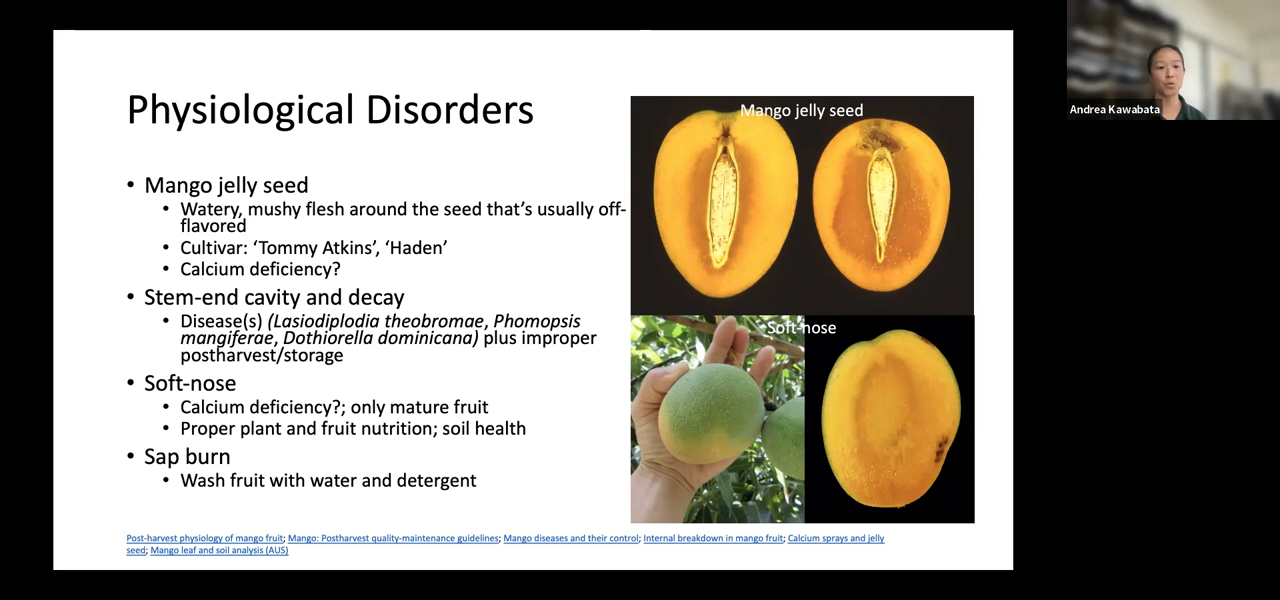 Physiological Disorders
• Mango jelly seed
• Watery, mushy flesh around the seed that’s usually off-
flavored
• Cultivar: ‘Tommy Atkins’, ‘Haden’
• Calcium deficiency?
• Stem-end cavity and decay
• Disease(s) (Lasiodiplodia theobromae, Phomopsis
mangiferae, Dothiorella dominicana) plus improper
postharvest/storage
• Soft-nose
• Calcium deficiency?; only mature fruit
• Proper plant and fruit nutrition; soil health
• Sap burn
• Wash fruit with water and detergent
Mango jelly seed
Soft-nose
Post-harvest physiology of mango fruit; Mango: Postharvest quality-maintenance guidelines; Mango diseases and their control; Internal breakdown in mango fruit; Calcium sprays and jelly
seed; Mango leaf and soil analysis (AUS)
Andrea Kawabata